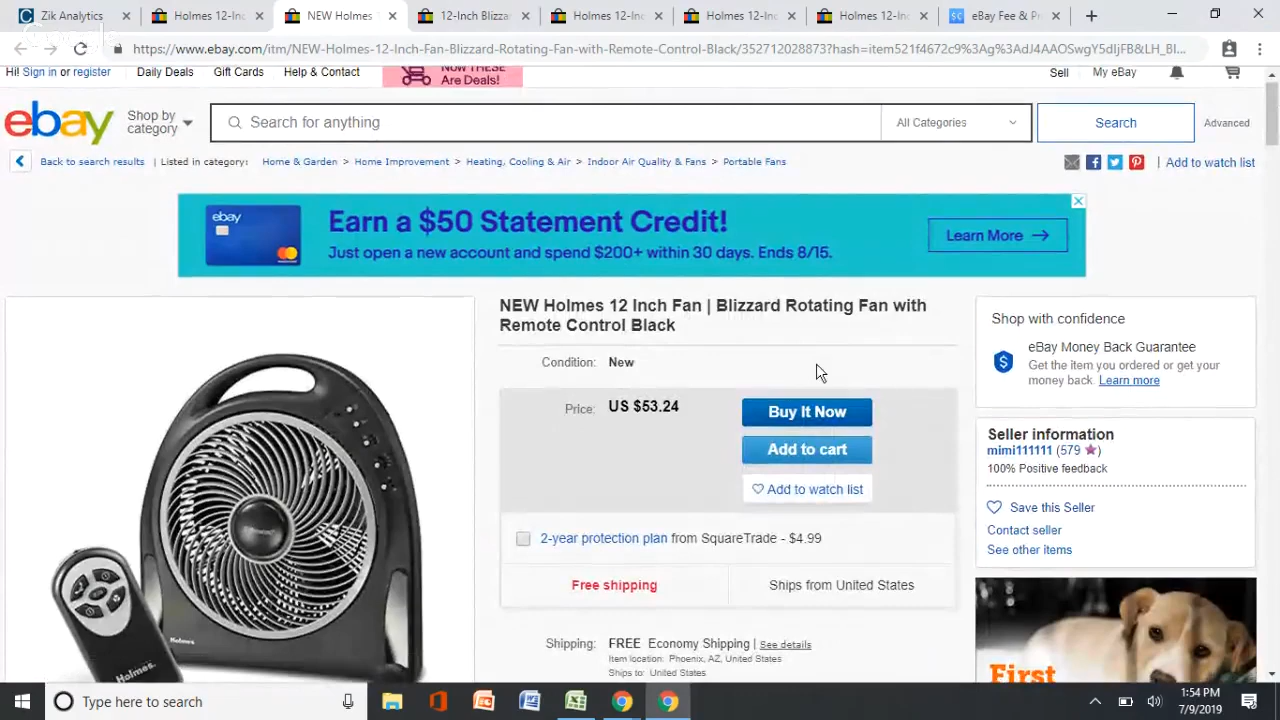 Zik Analytics
Holmes 12-Inc
NEW Holmes
12-Inch Blizza
Holmes 12-Inc
Holmes 12-Inc
Holmes 12-Inc
eBay Fee & Pr
https://www.ebay.com/itm/NEW-Holmes-12-Inch-Fan-Blizzard-Rotating-Fan-with-Remote-Control-Black/352712028873?hash=item521f4672c9%3Ag%3AdJ4AAOSwgY5dIjFB&LH_Bl...
Hi! Sign in or register
Daily Deals
Gift Cards
Help & Contact
NOW THESE
Are Deals!
Sell
My eBay
ebay
Shop by
category
Search for anything
All Categories
Search
Advanced
Back to search results
Listed in category:
Home & Garden > Home Improvement > Heating, Cooling & Air > Indoor Air Quality & Fans > Portable Fans
Add to watch list
ebay
Earn a $50 Statement Credit!
Just open a new account and spend $200+ within 30 days. Ends 8/15.
Learn More
NEW Holmes 12 Inch Fan | Blizzard Rotating Fan with
Remote Control Black
Condition: New
Price: US $53.24
Buy It Now
Add to cart
Add to watch list
2-year protection plan from SquareTrade - $4.99
Free shipping
Ships from United States
Shipping: FREE Economy Shipping | See details
Item location: Phoenix, AZ, United States
Ships to: United States
Shop with confidence
eBay Money Back Guarantee
Get the item you ordered or get your
money back. Learn more
Seller information
mimi111111 (579)
100% Positive feedback
Save this Seller
Contact seller
See other items
First
Holmes
Holmes
Type here to search
1:54 PM
7/9/2019